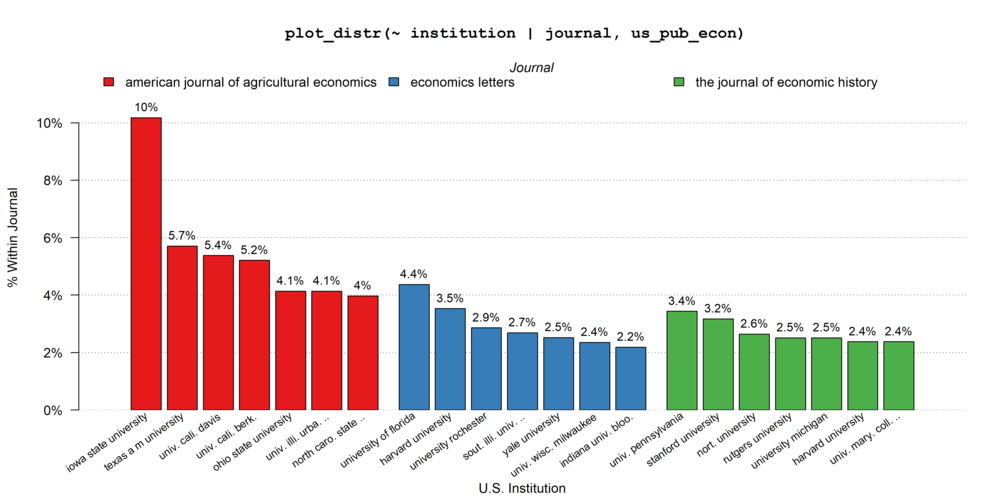 plot_distr(~ institution | journal, us_pub_econ)
Journal
american journal of agricultural economics
economics letters
the journal of economic history
% Within Journal
10%
8%
6%
4%
2%
0%
10%
5.7%
5.4%
5.2%
4.1%
4.1%
4%
4.4%
3.5%
2.9%
2.7%
2.5%
2.4%
2.2%
3.4%
3.2%
2.6%
2.5%
2.5%
2.4%
2.4%
iowa state university
texas a m university
univ. cali. davis
univ. cali. berk.
ohio state university
univ. illi. urba. ..
north caro. state ..
university of florida
harvard university
university rochester
sout. illi. univ. ..
yale university
univ. wisc. milwaukee
indiana univ. bloo.
univ. pennsylvania
stanford university
nort. university
rutgers university
university michigan
harvard university
univ. mary. coll. ..
U.S. Institution